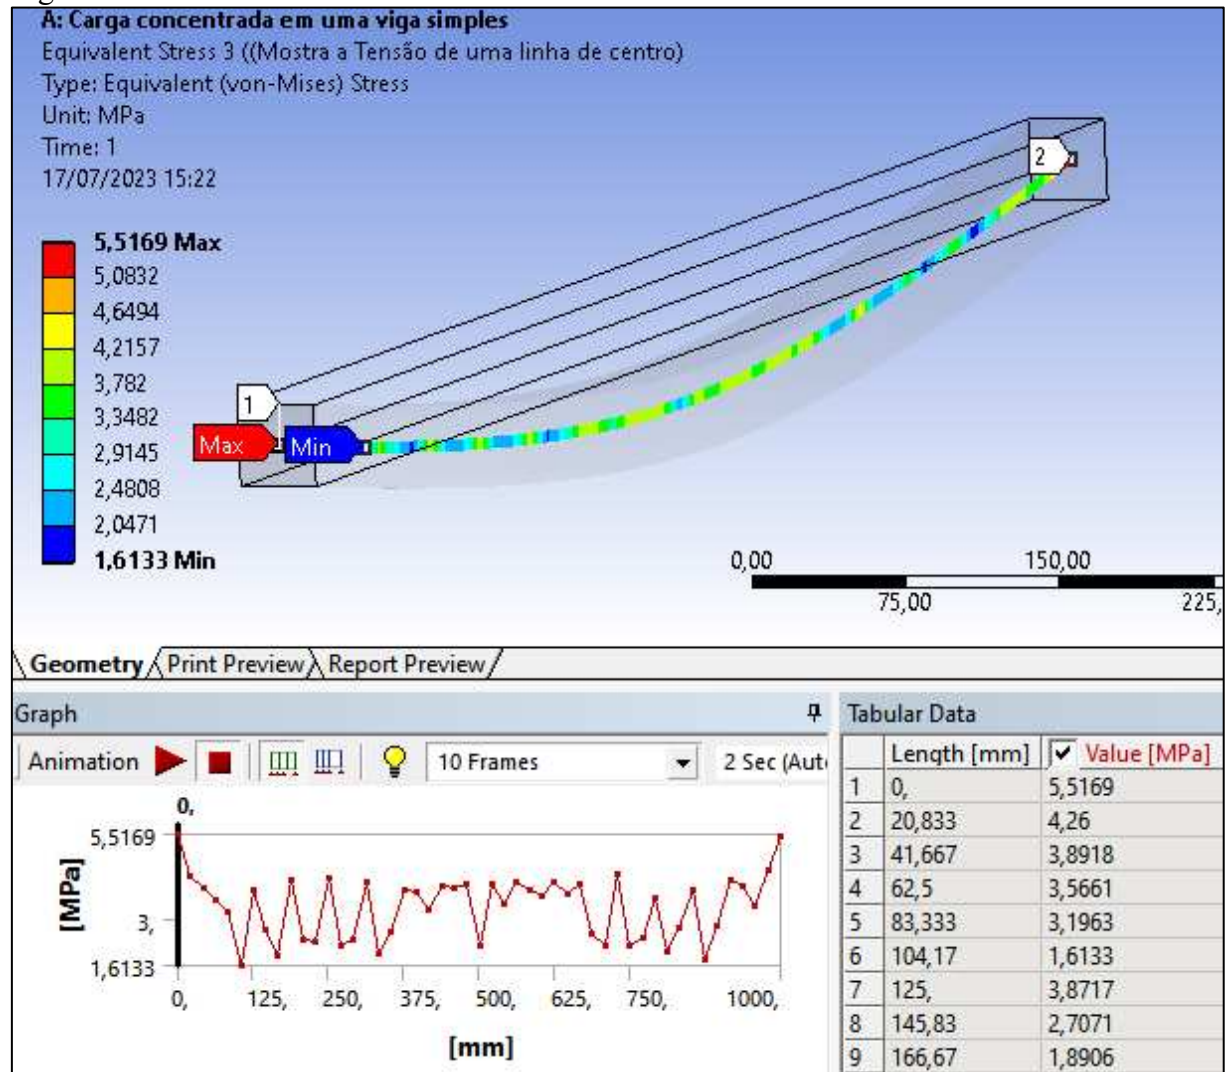 A: Carga concentrada em uma viga simples
Equivalent Stress 3 ((Mostra a Tensão de uma linha de centro)
Type: Equivalent (von-Mises) Stress
Unit: MPa
Time: 1
17/07/2023 15:22
5,5169 Max
5,0832
4,6494
4,2157
3,782
3,3482
2,9145
2,4808
2,0471
1,6133 Min
1
2
Max
Min
0,00
150,00
75,00
225,
Geometry
Print Preview
Report Preview
Graph
Animation
10 Frames
2 Sec (Aut
0,
5,5169
3,
1,6133
[MPa]
0,
125,
250,
375,
500,
625,
750,
1000,
[mm]
Tabular Data
Length [mm] Value [MPa]
1 0, 5,5169
2 20,833 4,26
3 41,667 3,8918
4 62,5 3,5661
5 83,333 3,1963
6 104,17 1,6133
7 125, 3,8717
8 145,83 2,7071
9 166,67 1,8906